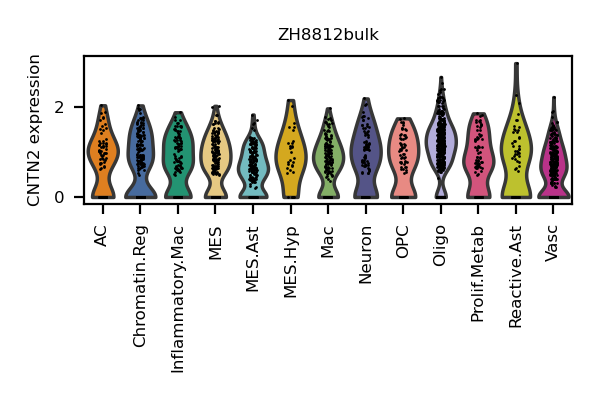 ZH8812bulk
CNTN2 expression
2
0
AC
Chromatin.Reg
Inflammatory.Mac
MES
MES.Ast
MES.Hyp
Mac
Neuron
OPC
Oligo
Prolif.Metab
Reactive.Ast
Vasc